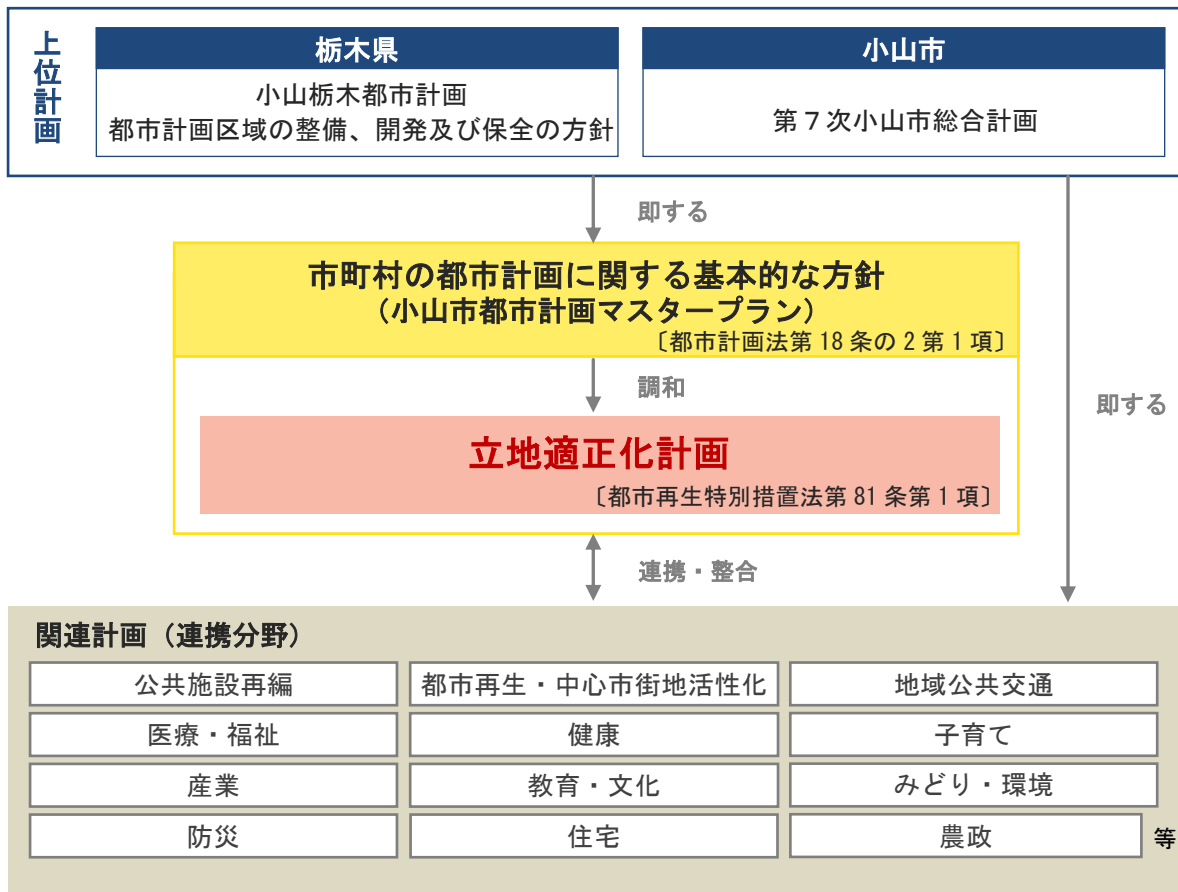 上位計画
栃木県
小山栃木都市計画
都市計画区域の整備、開発及び保全の方針
小山市
第7次小山市総合計画
即する
市町村の都市計画に関する基本的な方針
（小山市都市計画マスタープラン）
〔都市計画法第 18 条の 2 第 1 項〕
調和
即する
立地適正化計画
〔都市再生特別措置法第 81 条第 1 項〕
連携・整合
関連計画（連携分野）
公共施設再編
都市再生・中心市街地活性化
地域公共交通
医療・福祉
健康
子育て
産業
教育・文化
みどり・環境
防災
住宅
農政
等